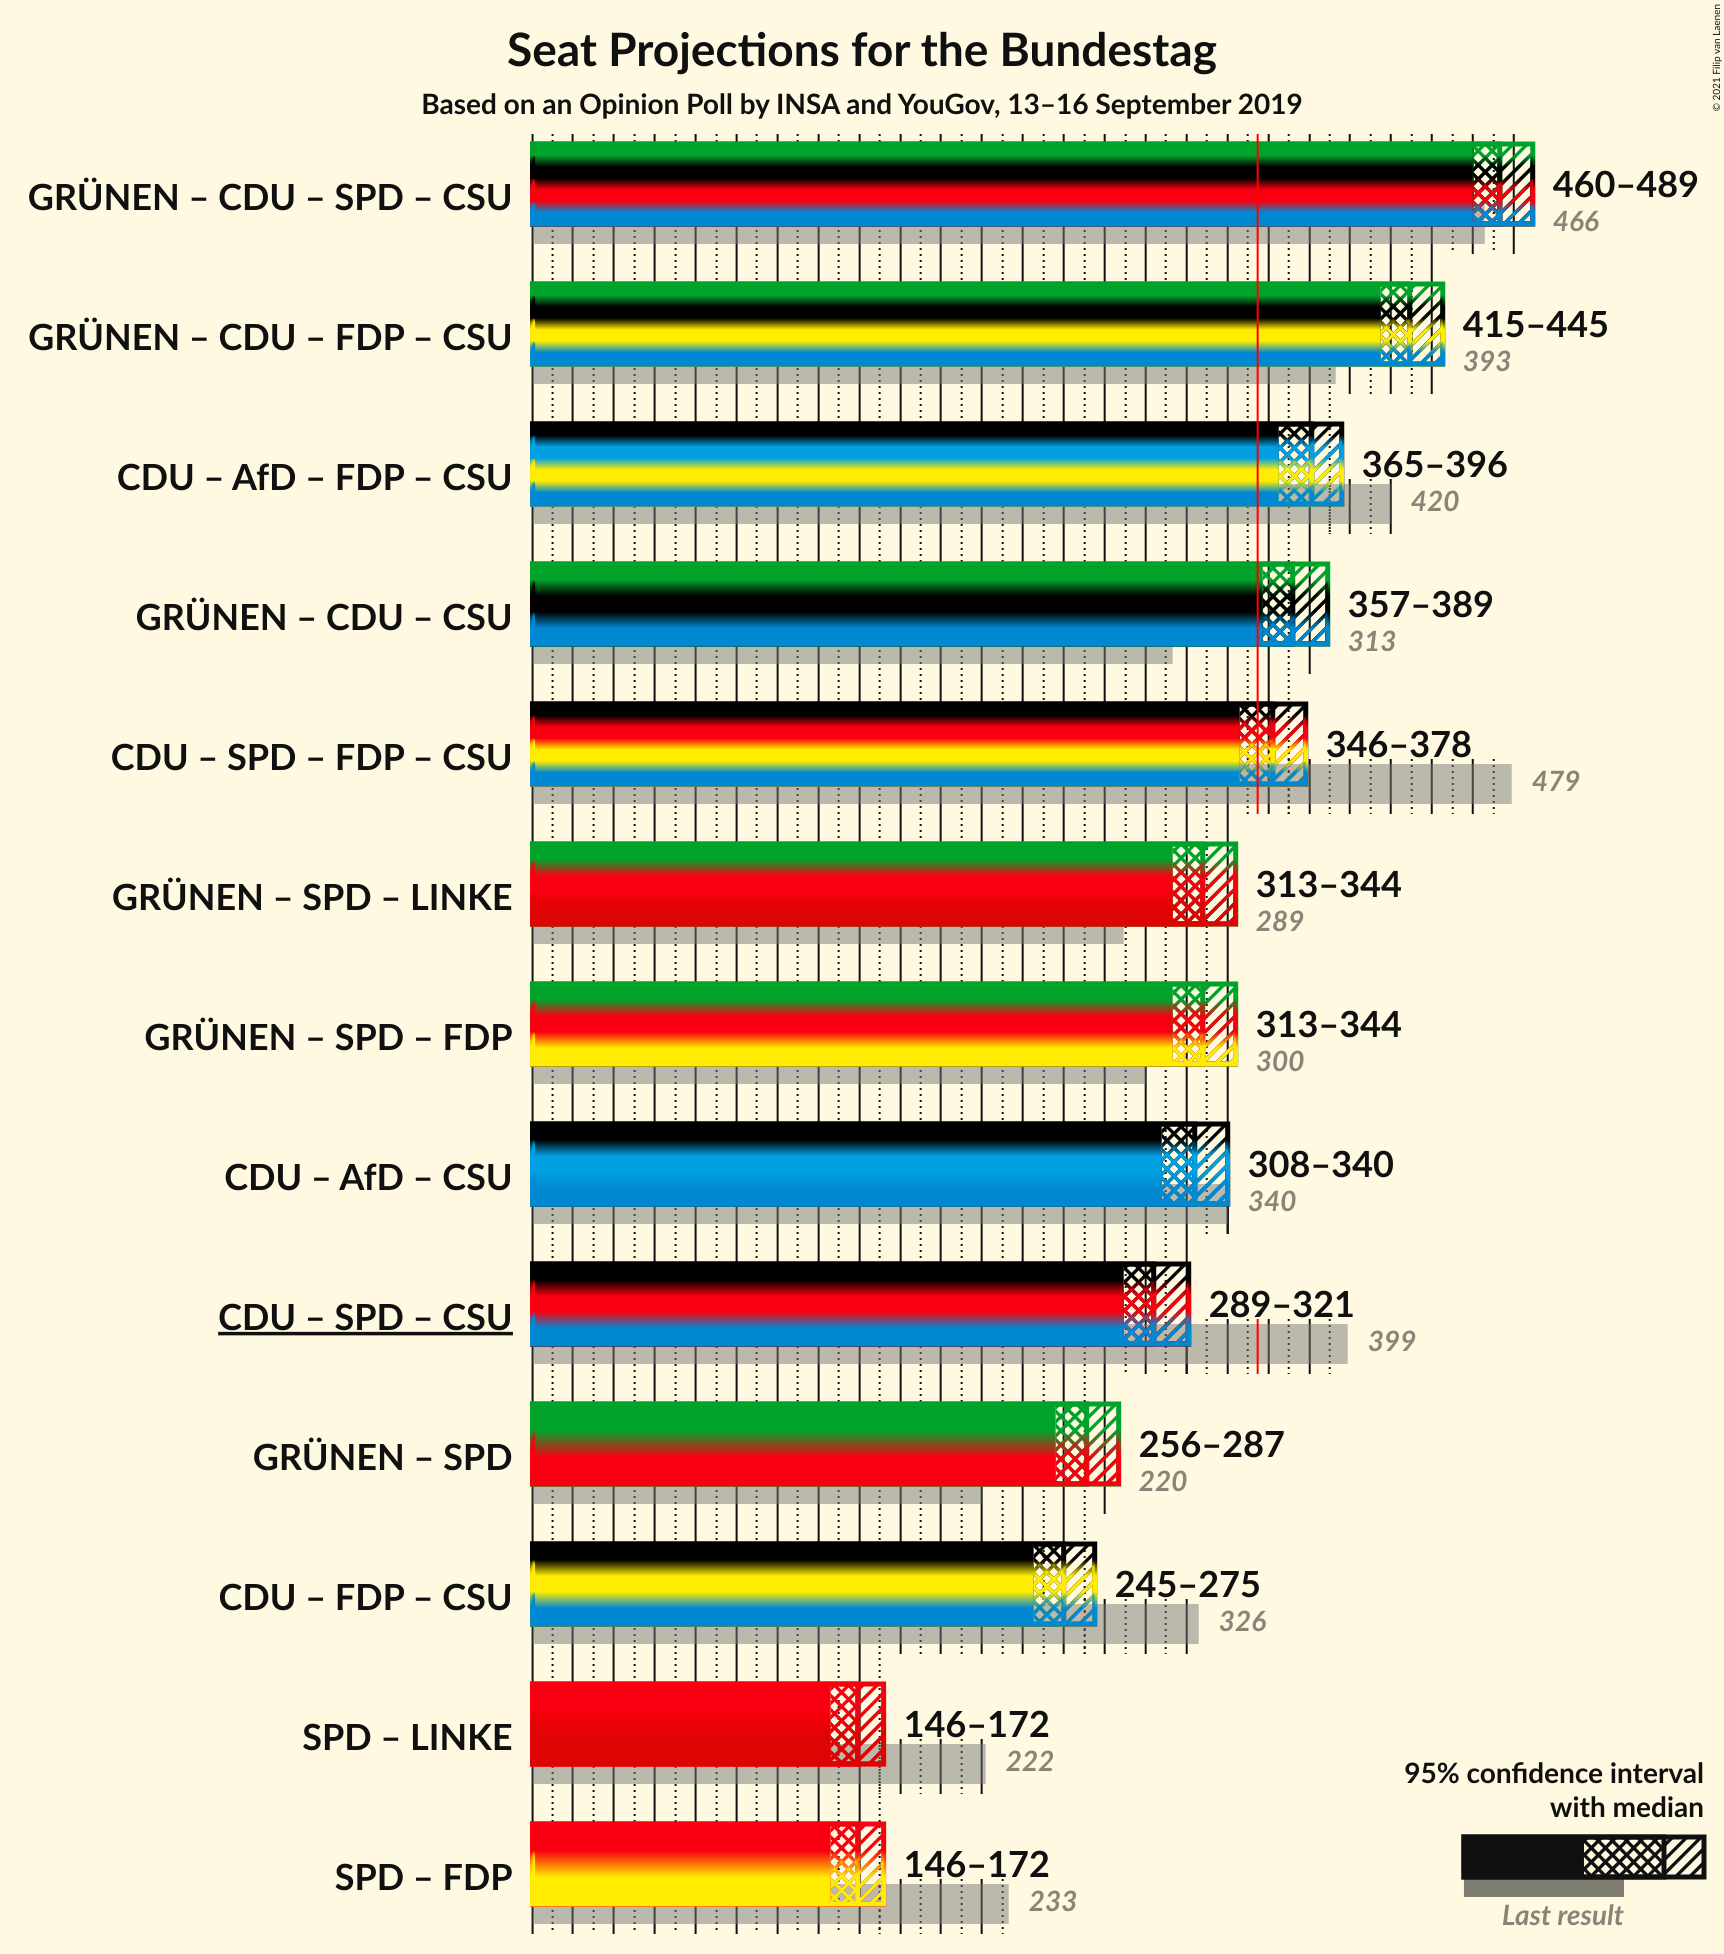 Seat Projections for the Bundestag
Based on an Opinion Poll by INSA and YouGov, 13–16 September 2019
© 2021 Filip van Laenen
GRÜNEN – CDU – SPD – CSU
460–489
466
GRÜNEN – CDU – FDP – CSU
415–445
393
CDU – AfD – FDP – CSU
365–396
420
GRÜNEN – CDU – CSU
357–389
313
CDU – SPD – FDP – CSU
346–378
479
GRÜNEN – SPD – LINKE
313–344
289
GRÜNEN – SPD – FDP
313–344
300
CDU – AfD – CSU
308–340
340
CDU – SPD – CSU
289–321
399
GRÜNEN – SPD
256–287
220
CDU – FDP – CSU
245–275
326
SPD – LINKE
146–172
222
SPD – FDP
146–172
233
95% confidence interval
with median
Last result